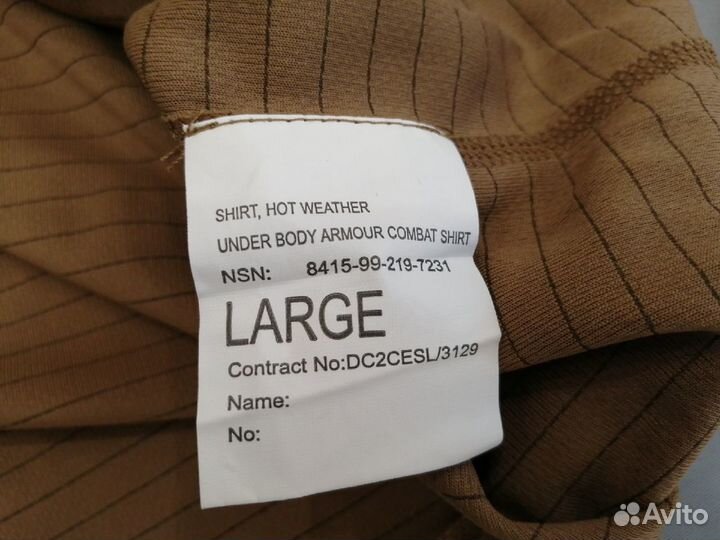 SHIRT, HOT WEATHER
UNDER BODY ARMOUR COMBAT SHIRT
NSN: 8415-99-219-7231
LARGE
Contract No:DC2CESL/3129
Name:
No:
Avito